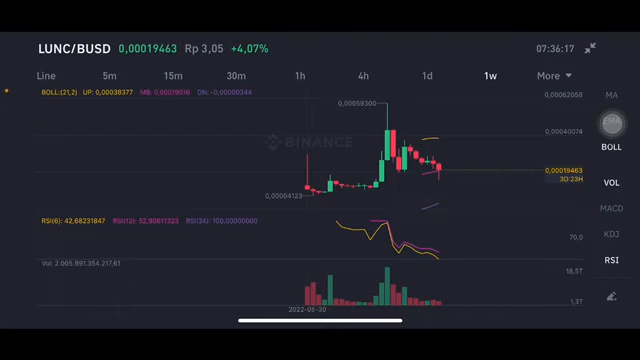 LUNC/BUSD 0,00019463 Rp 3,05 +4,07% 07:36:17
Line 5m 15m 30m 1h 4h 1d 1w More
BOLL:(21,2) UP: 0,00038377 MB: 0,00019016 DN: -0,00000344
0,00062058
MA
0,00059300
EMA
0,00040074
BINANCE
BOLL
0,00019463
3D:23H
VOL
0,00004123
MACD
RSI(6): 42,68231847 RSI(12): 52,90611323 RSI(24): 100,00000000
KDJ
70,0
RSI
Vol: 2.005.991.354.217,61
18,5T
1,3T
2022-05-30